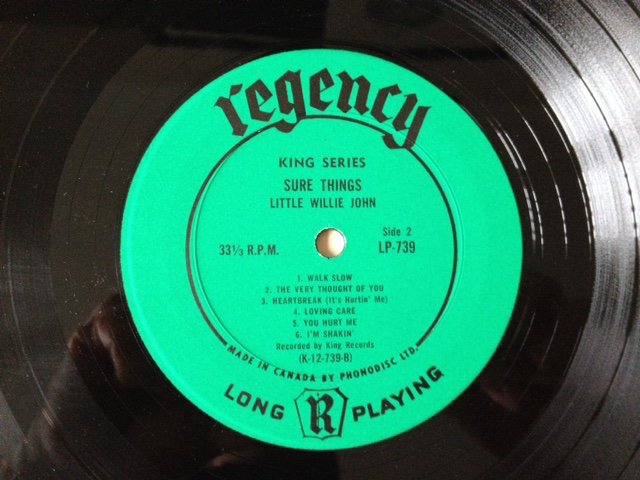 regency
KING SERIES
SURE THINGS
LITTLE WILLIE JOHN
Side 2
33⅓ R.P.M.
LP-739
1. WALK SLOW
2. THE VERY THOUGHT OF YOU
3. HEARTBREAK (It's Hurtin' Me)
4. LOVING CARE
5. YOU HURT ME
6. I'M SHAKIN'
Recorded by King Records
(K-12-739-B)
MADE IN CANADA BY PHONODISC LTD.
LONG R PLAYING